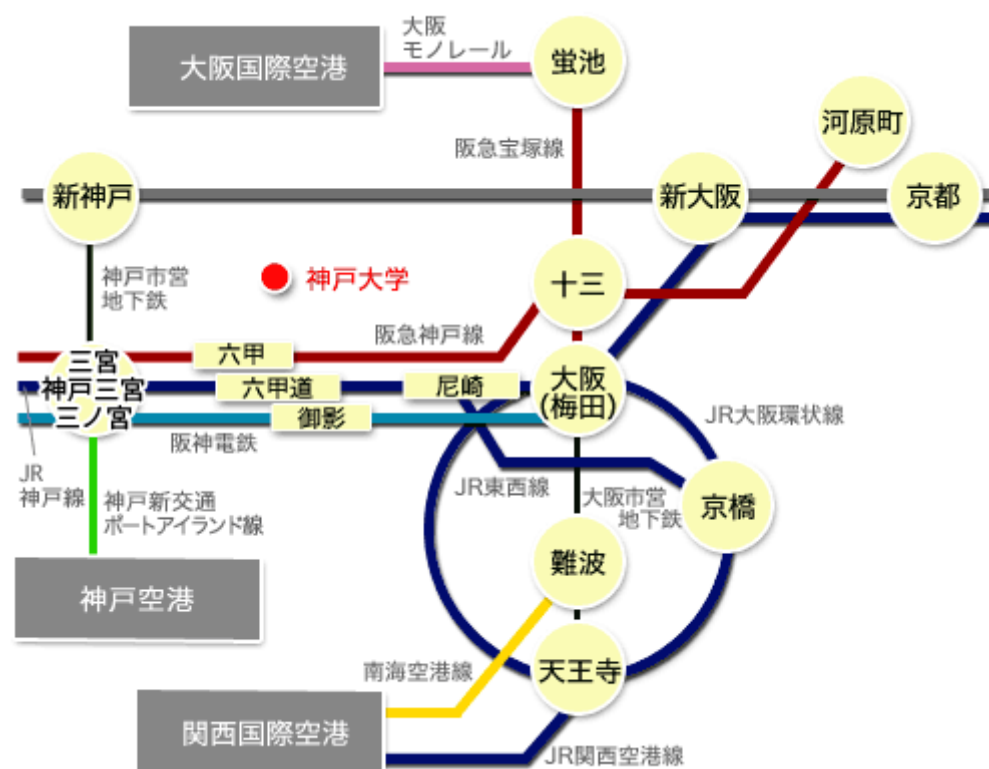 大阪
モノレール
大阪国際空港
蛍池
河原町
阪急宝塚線
新神戸
新大阪
京都
神戸市営
地下鉄
神戸大学
十三
阪急神戸線
三宮
六甲
神戸三宮
六甲道
尼崎
大阪
(梅田)
三ノ宮
御影
JR大阪環状線
阪神電鉄
JR
神戸線
JR東西線
大阪市営
地下鉄
京橋
神戸新交通
ポートアイランド線
難波
神戸空港
南海空港線
天王寺
関西国際空港
JR関西空港線